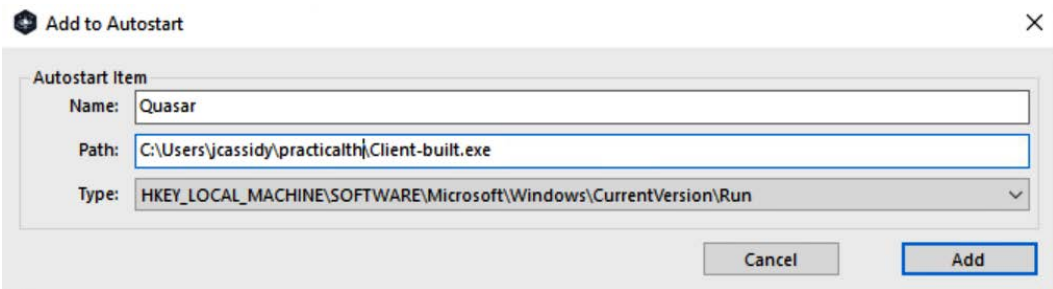 Add to Autostart
Autostart Item
Name: Quasar
Path: C:\Users\jcassidy\practicalth\Client-built.exe
Type: HKEY_LOCAL_MACHINE\SOFTWARE\Microsoft\Windows\CurrentVersion\Run
Cancel Add